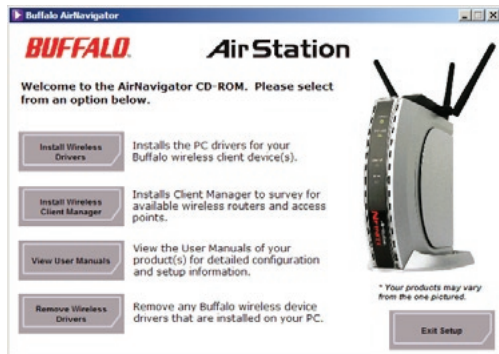 Buffalo AirNavigator
BUFFALO
AirStation
Welcome to the AirNavigator CD-ROM. Please select
from an option below.
Install Wireless
Drivers
Installs the PC drivers for your
Buffalo wireless client device(s).
Install Wireless
Client Manager
Installs Client Manager to survey for
available wireless routers and access
points.
View User Manuals
View the User Manuals of your
product(s) for detailed configuration
and setup information.
Remove Wireless
Drivers
Remove any Buffalo wireless device
drivers that are installed on your PC.
* Your products may vary
from the one pictured.
Exit Setup